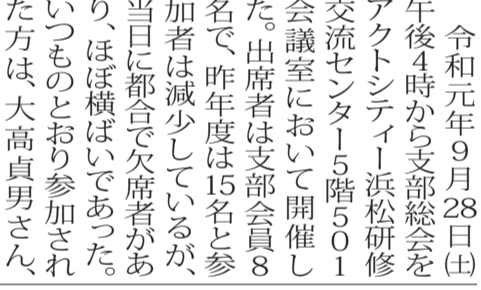 令和元年9月28日㈯
午後4時から支部総会を
アクトシティー浜松研修
交流センター5階501
会議室において開催し
た。出席者は支部会員8
名で、昨年度は15名と参
加者は減少しているが、
当日に都合で欠席者があ
り、ほぼ横ばいであった。
いつものとおり参加され
た方は、大高貞男さん、